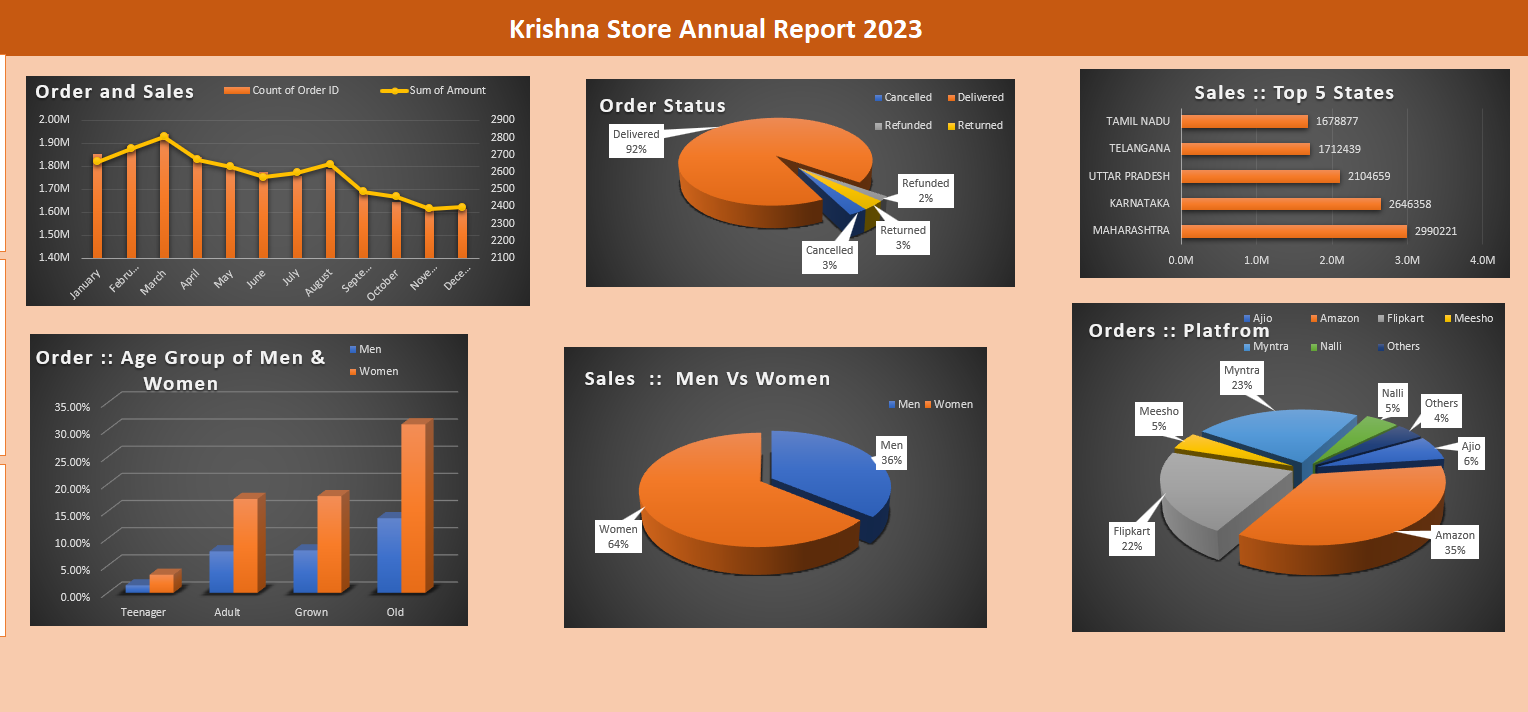 Krishna Store Annual Report 2023
Order and Sales
Count of Order ID
Sum of Amount
2.00M
1.90M
1.80M
1.70M
1.60M
1.50M
1.40M
2900
2800
2700
2600
2500
2400
2300
2200
2100
January
Febru...
March
April
May
June
July
August
Septe...
October
Nove...
Dece...
Order Status
Cancelled
Delivered
Refunded
Returned
Delivered
92%
Refunded
2%
Returned
3%
Cancelled
3%
Sales :: Top 5 States
TAMIL NADU
1678877
TELANGANA
1712439
UTTAR PRADESH
2104659
KARNATAKA
2646358
MAHARASHTRA
2990221
0.0M
1.0M
2.0M
3.0M
4.0M
Order :: Age Group of Men &
Women
Men
Women
35.00%
30.00%
25.00%
20.00%
15.00%
10.00%
5.00%
0.00%
Teenager
Adult
Grown
Old
Sales :: Men Vs Women
Men
Women
Men
36%
Women
64%
Orders :: Platfrom
Ajio
Amazon
Flipkart
Meesho
Myntra
Nalli
Others
Myntra
23%
Nalli
5%
Others
4%
Meesho
5%
Ajio
6%
Flipkart
22%
Amazon
35%